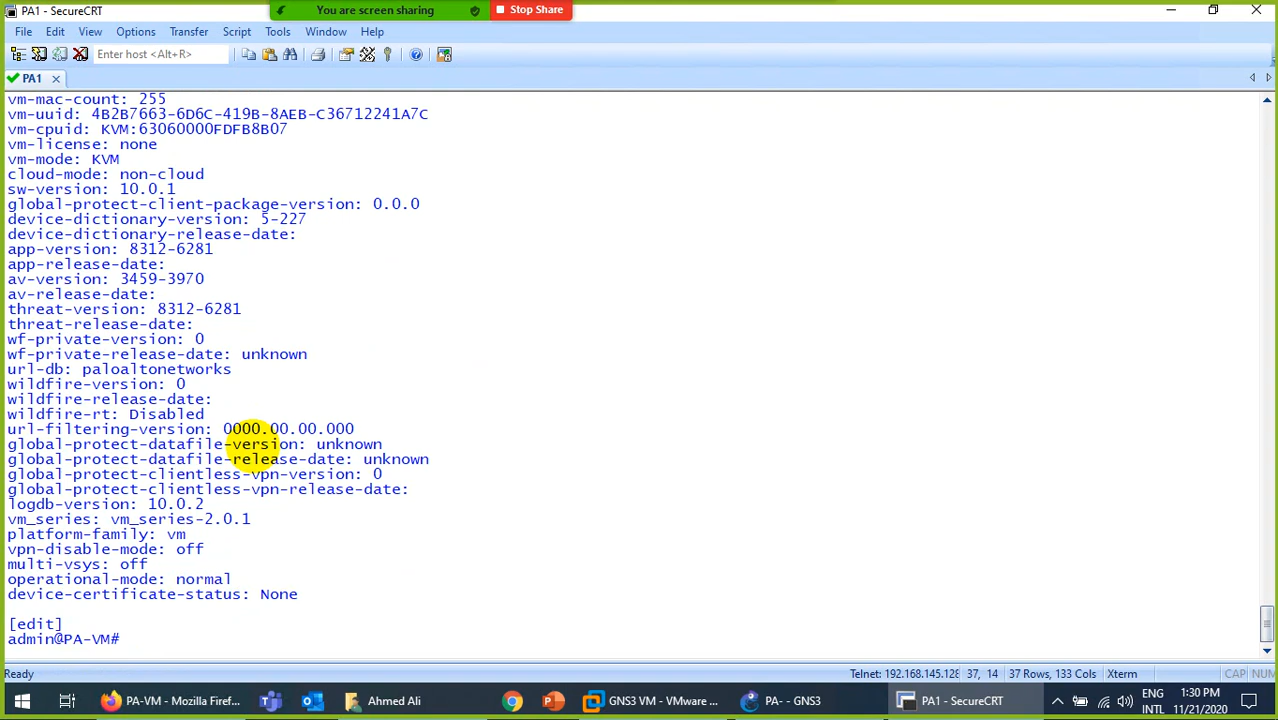 PA1 - SecureCRT
You are screen sharing
Stop Share
File Edit View Options Transfer Script Tools Window Help
Enter host <Alt+R>
PA1
vm-mac-count: 255
vm-uuid: 4B2B7663-6D6C-419B-8AEB-C36712241A7C
vm-cpuid: KVM:63060000FDFB8B07
vm-license: none
vm-mode: KVM
cloud-mode: non-cloud
sw-version: 10.0.1
global-protect-client-package-version: 0.0.0
device-dictionary-version: 5-227
device-dictionary-release-date:
app-version: 8312-6281
app-release-date:
av-version: 3459-3970
av-release-date:
threat-version: 8312-6281
threat-release-date:
wf-private-version: 0
wf-private-release-date: unknown
url-db: paloaltonetworks
wildfire-version: 0
wildfire-release-date:
wildfire-rt: Disabled
url-filtering-version: 0000.00.00.000
global-protect-datafile-version: unknown
global-protect-datafile-release-date: unknown
global-protect-clientless-vpn-version: 0
global-protect-clientless-vpn-release-date:
logdb-version: 10.0.2
vm_series: vm_series-2.0.1
platform-family: vm
vpn-disable-mode: off
multi-vsys: off
operational-mode: normal
device-certificate-status: None
[edit]
admin@PA-VM#
Ready Telnet: 192.168.145.128 37, 14 37 Rows, 133 Cols Xterm CAP NUM
PA-VM - Mozilla Firef... Ahmed Ali GNS3 VM - VMware ... PA- - GNS3 PA1 - SecureCRT ENG 1:30 PM
INTL 11/21/2020